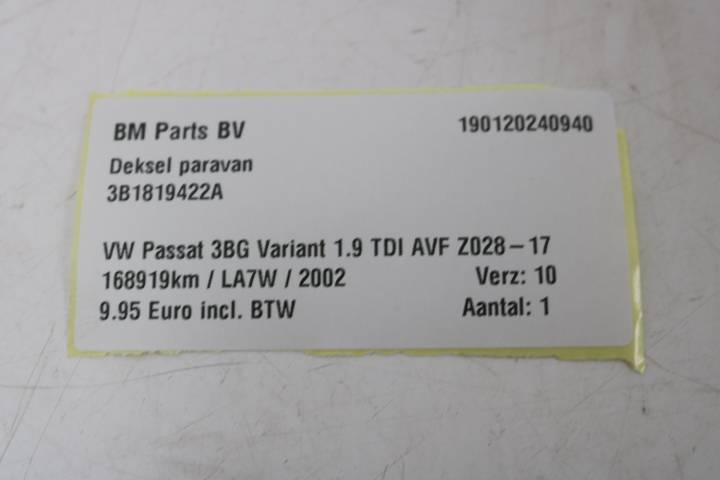 BM Parts BV 190120240940
Deksel paravan
3B1819422A
VW Passat 3BG Variant 1.9 TDI AVF Z028-17
168919km / LA7W / 2002 Verz: 10
9.95 Euro incl. BTW Aantal: 1